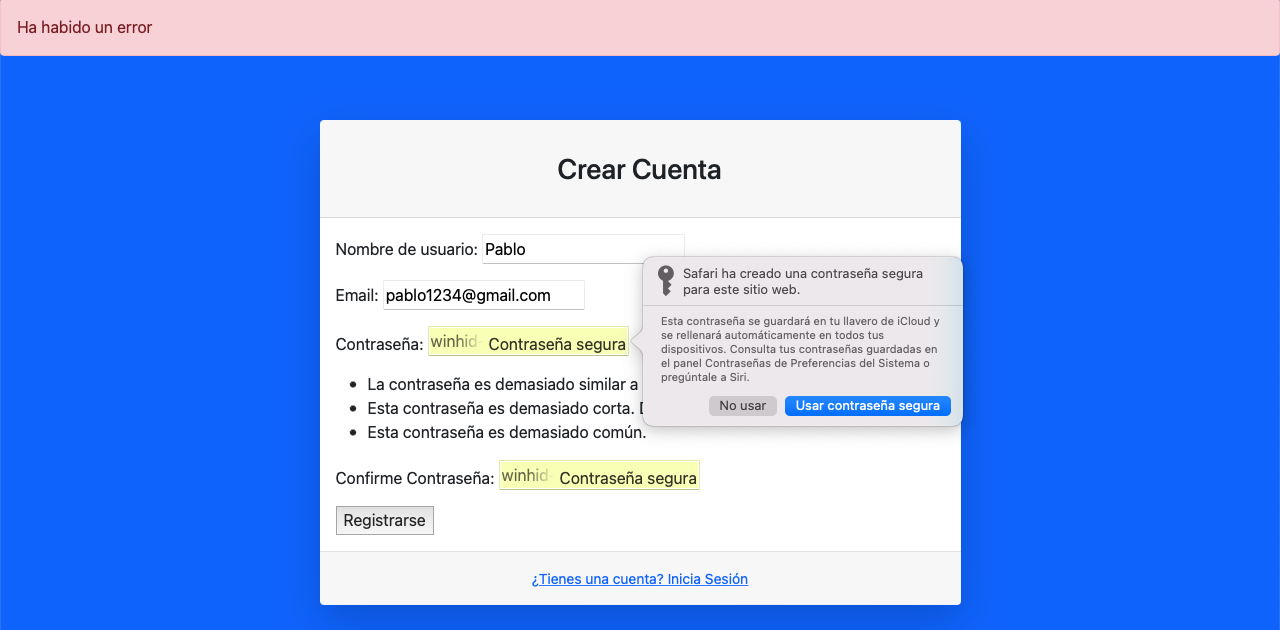 Ha habido un error
Crear Cuenta
Nombre de usuario: Pablo
Email: pablo1234@gmail.com
Contraseña: winhid- Contraseña segura
Safari ha creado una contraseña segura
para este sitio web.
Esta contraseña se guardará en tu llavero de iCloud y
se rellenará automáticamente en todos tus
dispositivos. Consulta tus contraseñas guardadas en
el panel Contraseñas de Preferencias del Sistema o
pregúntale a Siri.
No usar Usar contraseña segura
La contraseña es demasiado similar a
Esta contraseña es demasiado corta.
Esta contraseña es demasiado común.
Confirme Contraseña: winhid- Contraseña segura
Registrarse
¿Tienes una cuenta? Inicia Sesión